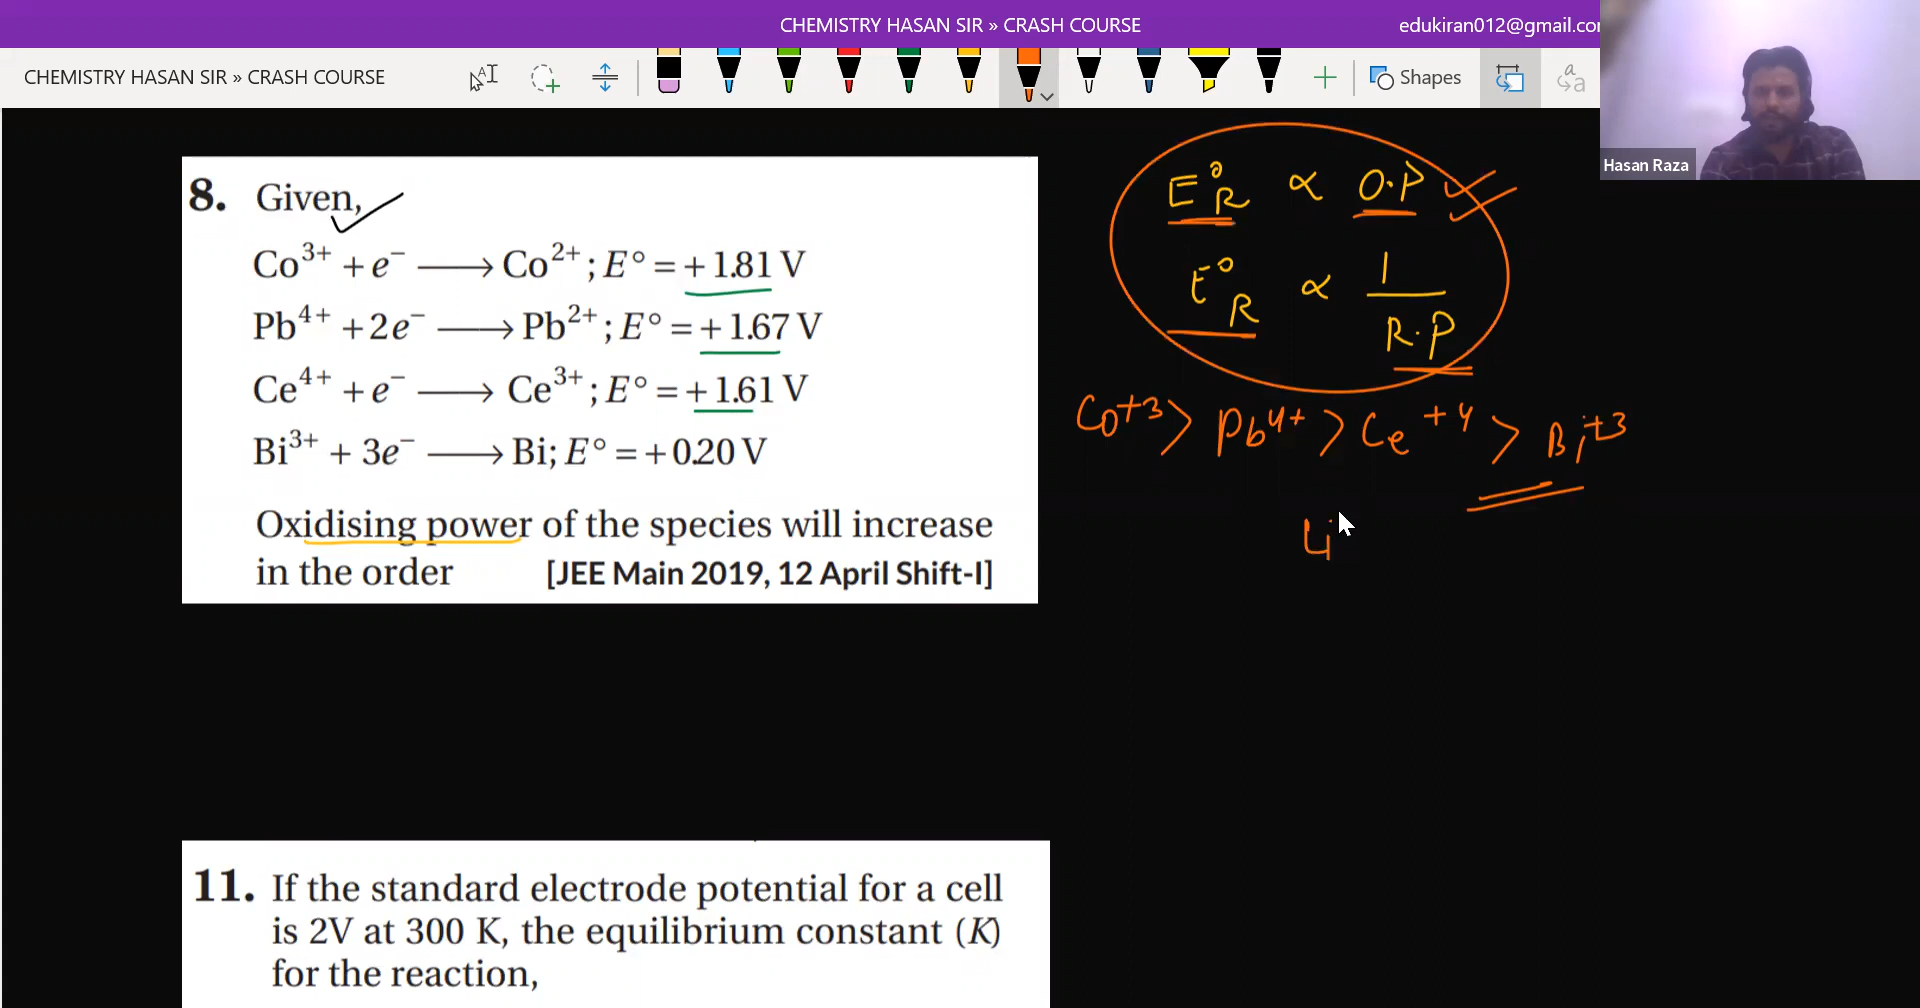 CHEMISTRY HASAN SIR » CRASH COURSE
edukiran012@gmail.co
CHEMISTRY HASAN SIR » CRASH COURSE
Shapes
Hasan Raza
8. Given,
Co³⁺ + e⁻ ⟶ Co²⁺ ; E° = + 1.81 V
Pb⁴⁺ + 2e⁻ ⟶ Pb²⁺ ; E° = + 1.67 V
Ce⁴⁺ + e⁻ ⟶ Ce³⁺ ; E° = + 1.61 V
Bi³⁺ + 3e⁻ ⟶ Bi; E° = + 0.20 V
Oxidising power of the species will increase
in the order [JEE Main 2019, 12 April Shift-I]
E°R ∝ O.P
E°R ∝ 1/R.P
Co⁺³ > Pb⁴⁺ > Ce⁺⁴ > Bi⁺³
Li
11. If the standard electrode potential for a cell
is 2V at 300 K, the equilibrium constant (K)
for the reaction,